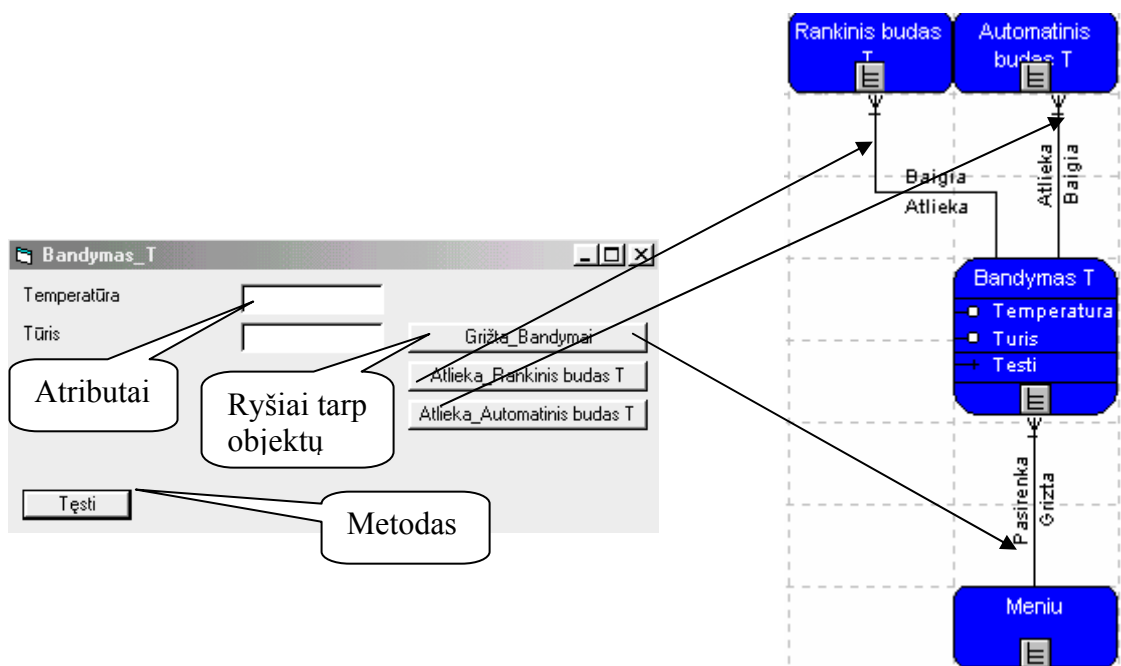 Rankinis budas
T
Automatinis
budas T
Baigia
Atlieka
Atlieka
Baigia
Bandymas_T
Temperatūra
Tūris
Grižta_Bandymai
Atlieka_Rankinis budas T
Atlieka_Automatinis budas T
Atributai
Ryšiai tarp
objektų
Tęsti
Metodas
Bandymas T
Temperatura
Turis
Testi
Pasirenka
Grizta
Meniu